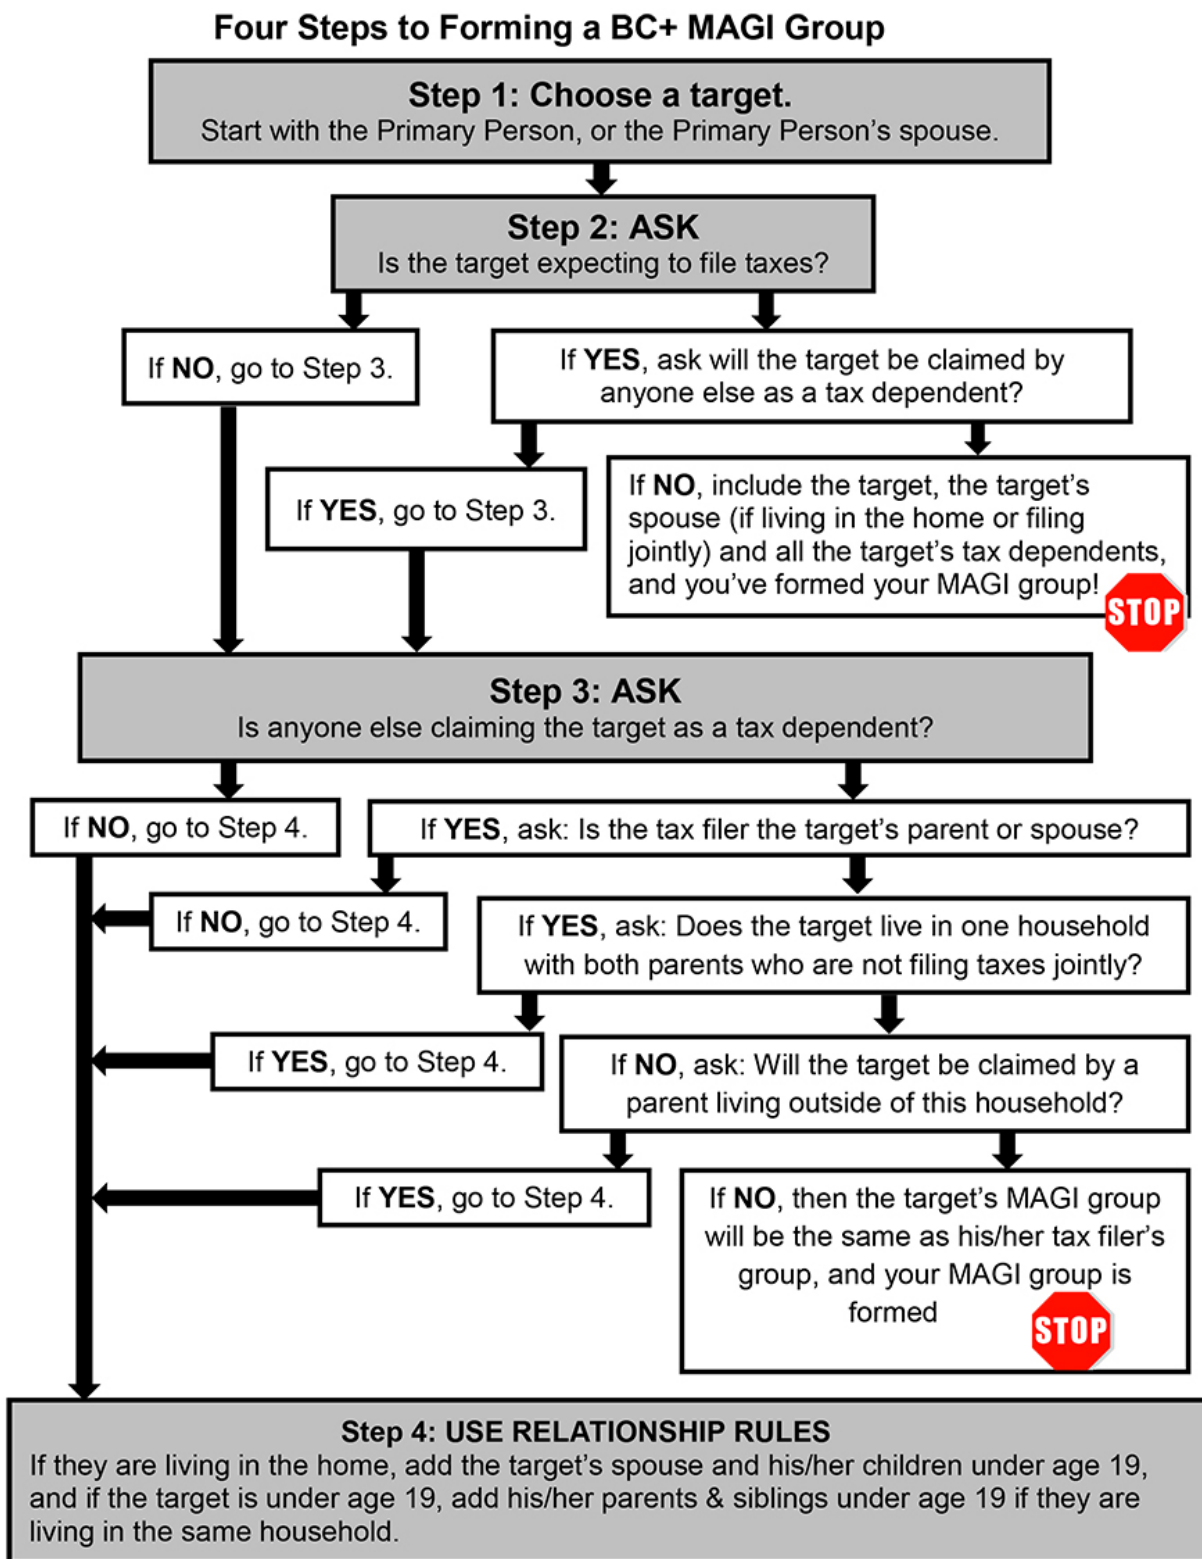 Four Steps to Forming a BC+ MAGI Group
Step 1: Choose a target.
Start with the Primary Person, or the Primary Person's spouse.
Step 2: ASK
Is the target expecting to file taxes?
If NO, go to Step 3.
If YES, ask will the target be claimed by
anyone else as a tax dependent?
If YES, go to Step 3.
If NO, include the target, the target's
spouse (if living in the home or filing
jointly) and all the target's tax dependents,
and you've formed your MAGI group!
STOP
Step 3: ASK
Is anyone else claiming the target as a tax dependent?
If NO, go to Step 4.
If YES, ask: Is the tax filer the target's parent or spouse?
If NO, go to Step 4.
If YES, ask: Does the target live in one household
with both parents who are not filing taxes jointly?
If YES, go to Step 4.
If NO, ask: Will the target be claimed by a
parent living outside of this household?
If YES, go to Step 4.
If NO, then the target's MAGI group
will be the same as his/her tax filer's
group, and your MAGI group is
formed
STOP
Step 4: USE RELATIONSHIP RULES
If they are living in the home, add the target's spouse and his/her children under age 19,
and if the target is under age 19, add his/her parents & siblings under age 19 if they are
living in the same household.